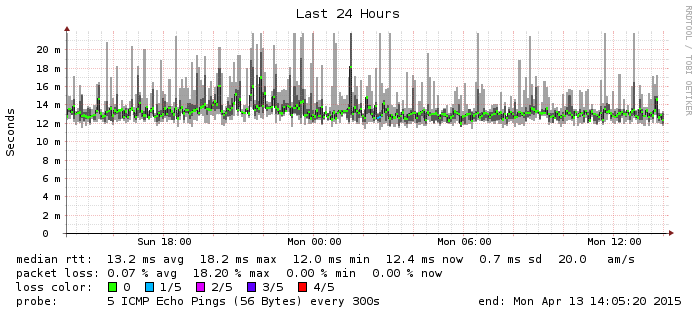 Last 24 Hours
RRDTOOL / TOBI OETIKER
Seconds
20 m
18 m
16 m
14 m
12 m
10 m
8 m
6 m
4 m
2 m
0
Sun 18:00 Mon 00:00 Mon 06:00 Mon 12:00
median rtt: 13.2 ms avg 18.2 ms max 12.0 ms min 12.4 ms now 0.7 ms sd 20.0 am/s
packet loss: 0.07 % avg 18.20 % max 0.00 % min 0.00 % now
loss color: 0 1/5 2/5 3/5 4/5
probe: 5 ICMP Echo Pings (56 Bytes) every 300s end: Mon Apr 13 14:05:20 2015